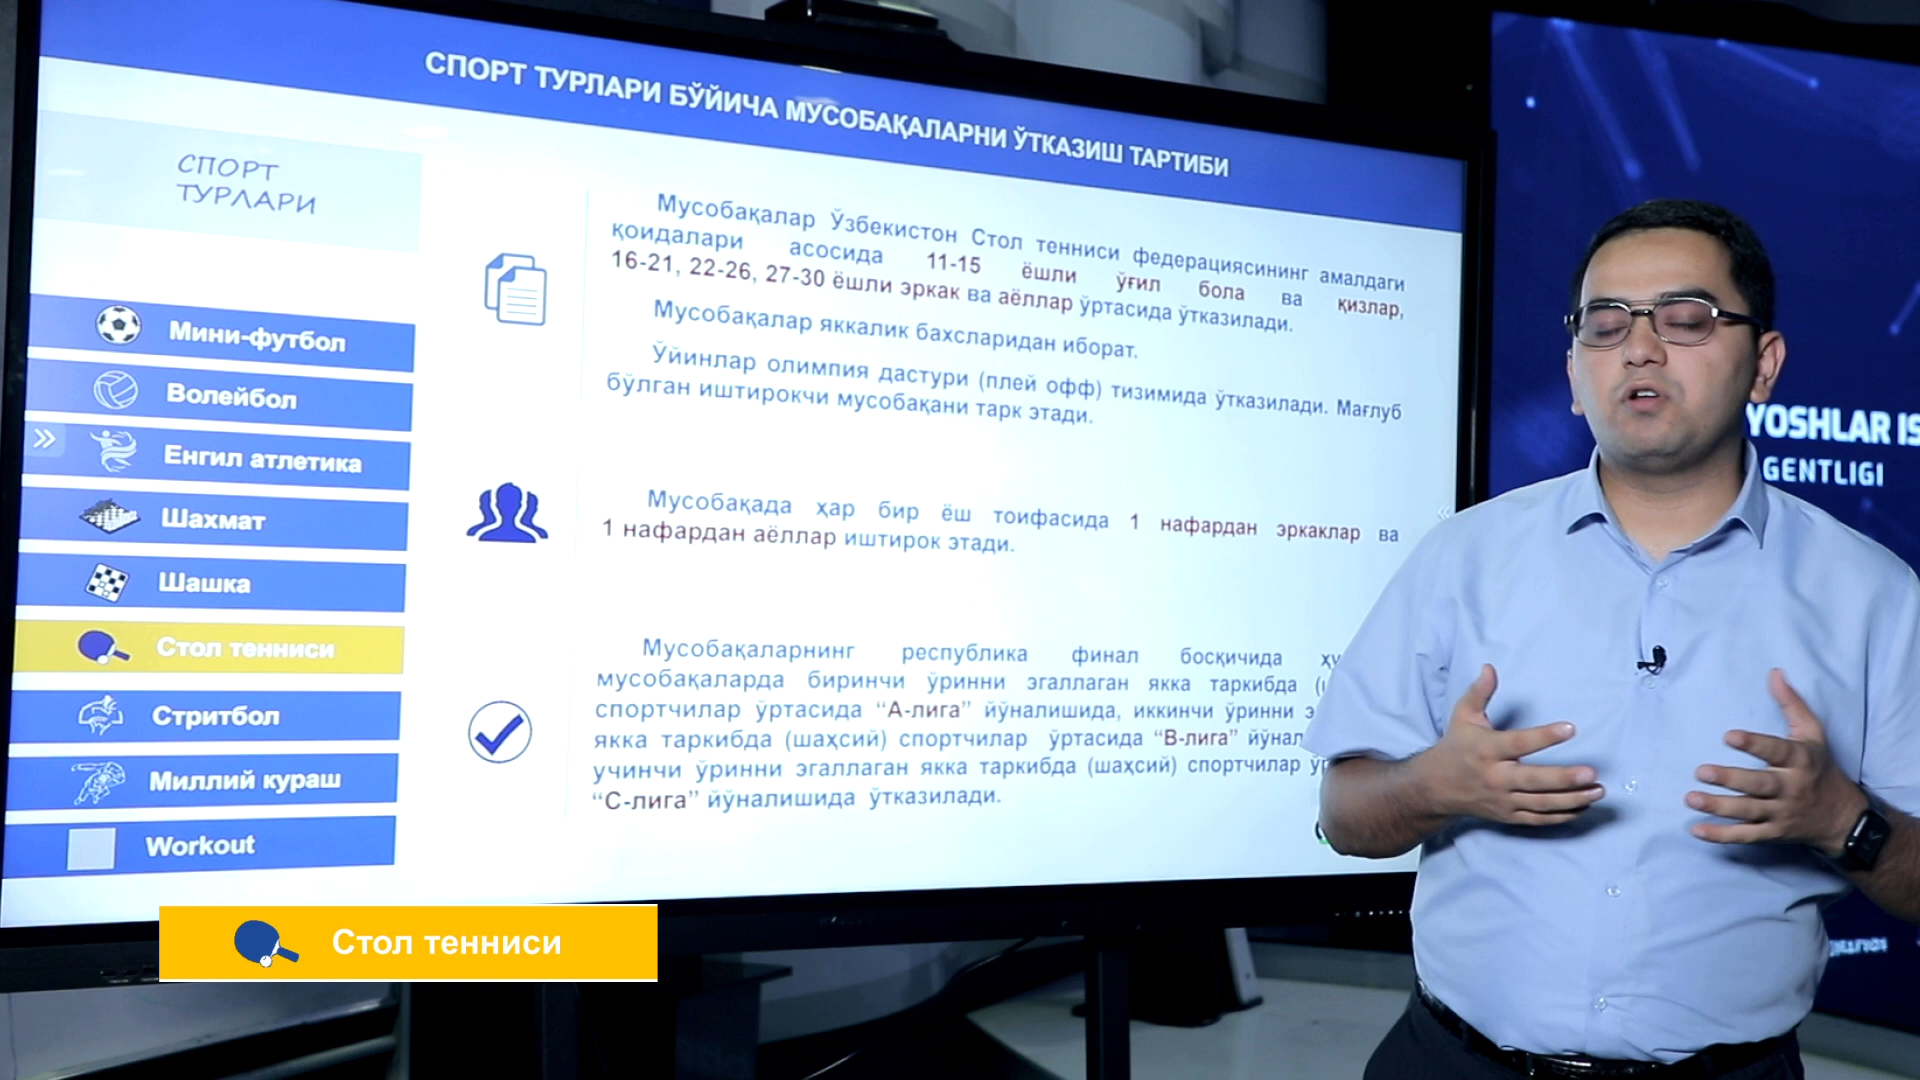 СПОРТ ТУРЛАРИ БЎЙИЧА МУСОБАҚАЛАРНИ ЎТКАЗИШ ТАРТИБИ
СПОРТ
ТУРЛАРИ
Мини-футбол
Волейбол
Енгил атлетика
Шахмат
Шашка
Стол тенниси
Стритбол
Миллий кураш
Workout
Мусобақалар Ўзбекистон Стол тенниси федерациясининг амалдаги
қоидалари асосида 11-15 ёшли ўғил бола ва қизлар,
16-21, 22-26, 27-30 ёшли эркак ва аёллар ўртасида ўтказилади.
Мусобақалар яккалик бахсларидан иборат.
Ўйинлар олимпия дастури (плей офф) тизимида ўтказилади. Мағлуб
бўлган иштирокчи мусобақани тарк этади.
Мусобақада ҳар бир ёш тоифасида 1 нафардан эркаклар ва
1 нафардан аёллар иштирок этади.
Мусобақаларнинг республика финал босқичида
мусобақаларда биринчи ўринни эгаллаган якка таркибда
спортчилар ўртасида “А-лига” йўналишида, иккинчи ўринни
якка таркибда (шаҳсий) спортчилар ўртасида “В-лига”
учинчи ўринни эгаллаган якка таркибда (шаҳсий) спортчилар
“С-лига” йўналишида ўтказилади.
YOSHLAR IS
GENTLIGI
Стол тенниси